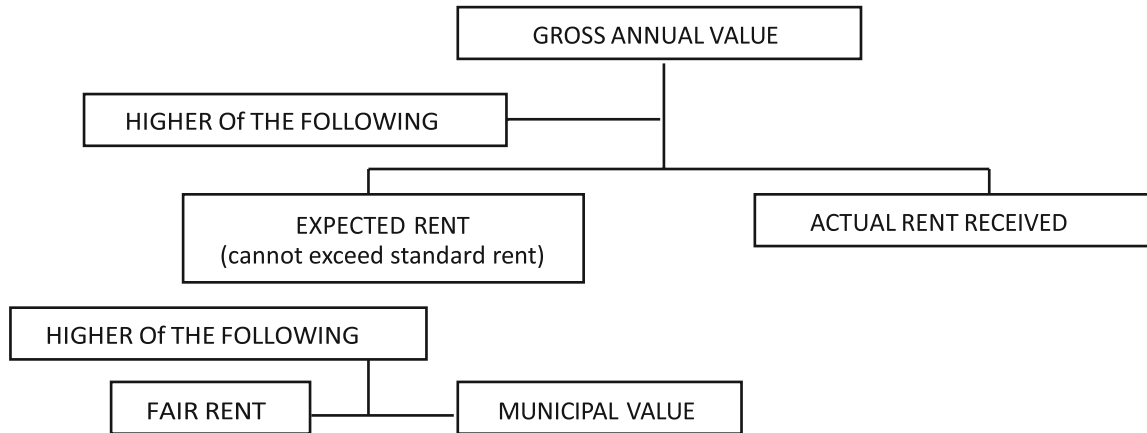 GROSS ANNUAL VALUE
HIGHER Of THE FOLLOWING
EXPECTED RENT
(cannot exceed standard rent)
ACTUAL RENT RECEIVED
HIGHER Of THE FOLLOWING
FAIR RENT
MUNICIPAL VALUE